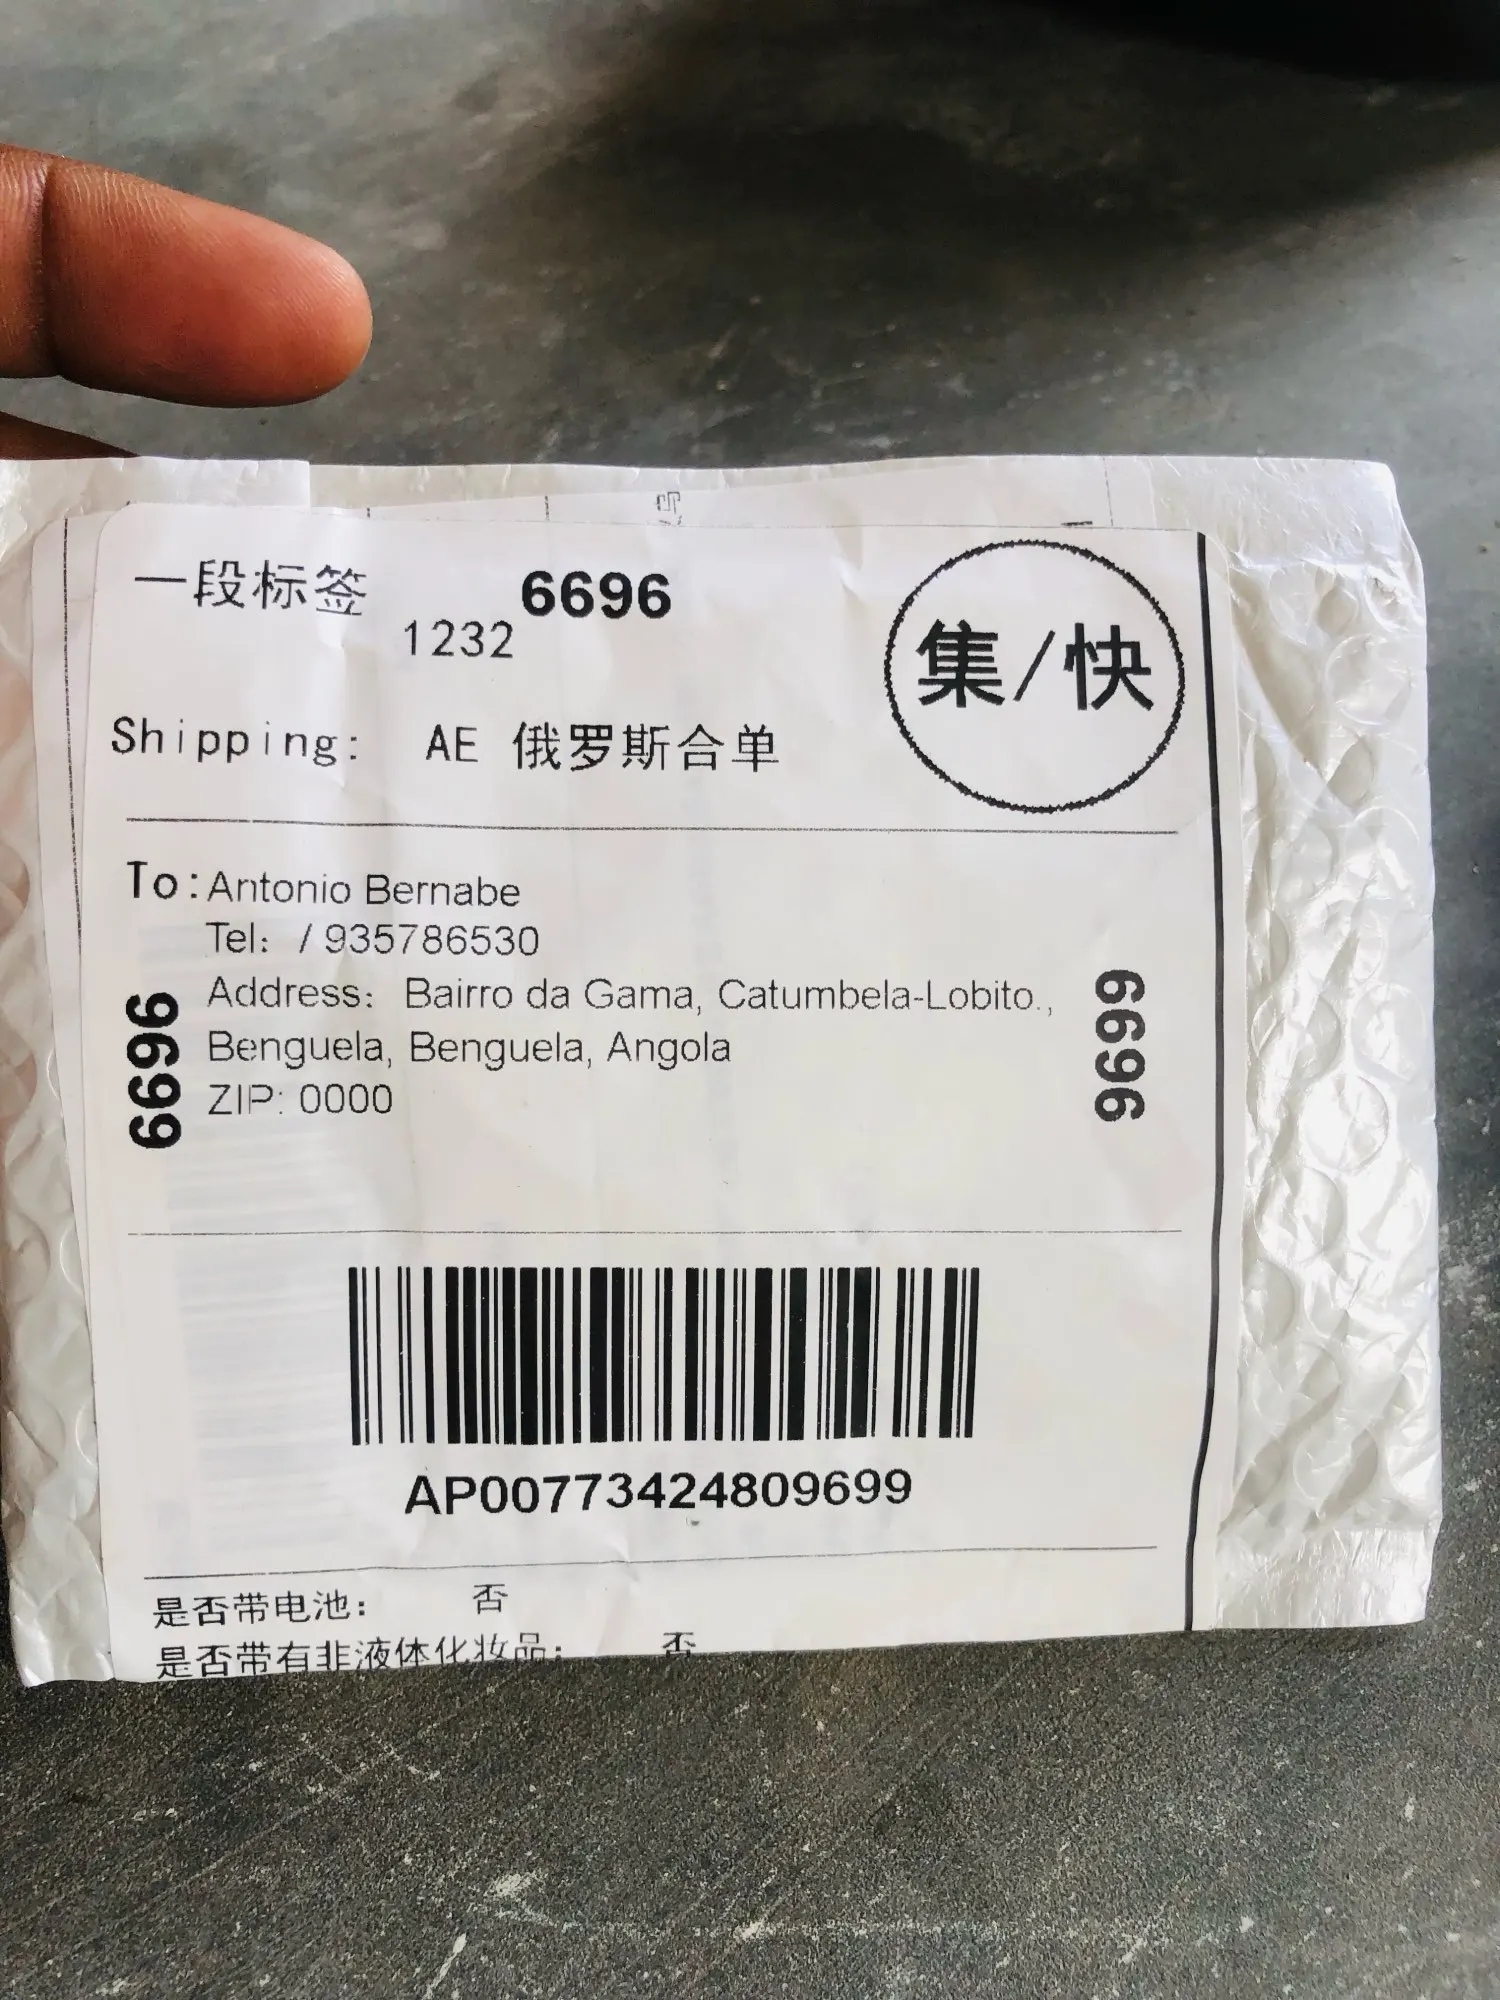 一段标签 6696
1232
集/快
Shipping: AE 俄罗斯合单
To: Antonio Bernabe
Tel: / 935786530
Address: Bairro da Gama, Catumbela-Lobito.,
Benguela, Benguela, Angola
ZIP: 0000
6696
6696
AP00773424809699
是否带电池: 否
是否带有非液体化妆品: 否